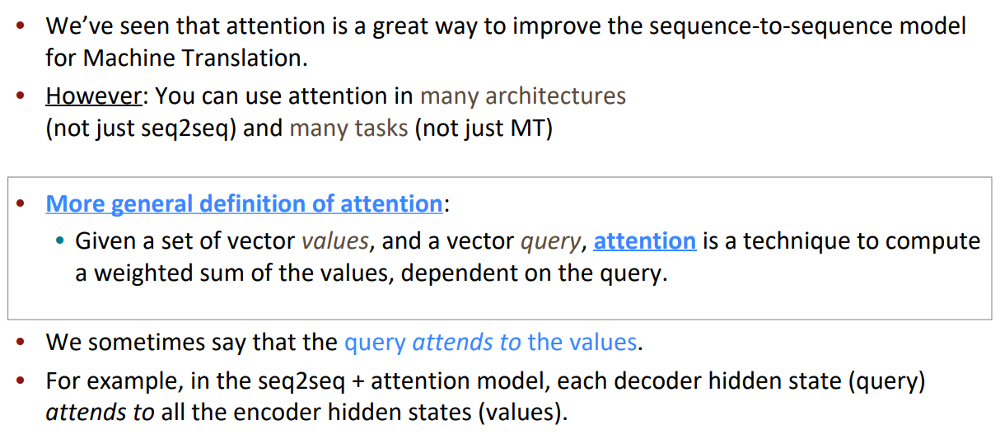 • We’ve seen that attention is a great way to improve the sequence-to-sequence model
for Machine Translation.
• However: You can use attention in many architectures
(not just seq2seq) and many tasks (not just MT)
• More general definition of attention:
• Given a set of vector values, and a vector query, attention is a technique to compute
a weighted sum of the values, dependent on the query.
• We sometimes say that the query attends to the values.
• For example, in the seq2seq + attention model, each decoder hidden state (query)
attends to all the encoder hidden states (values).